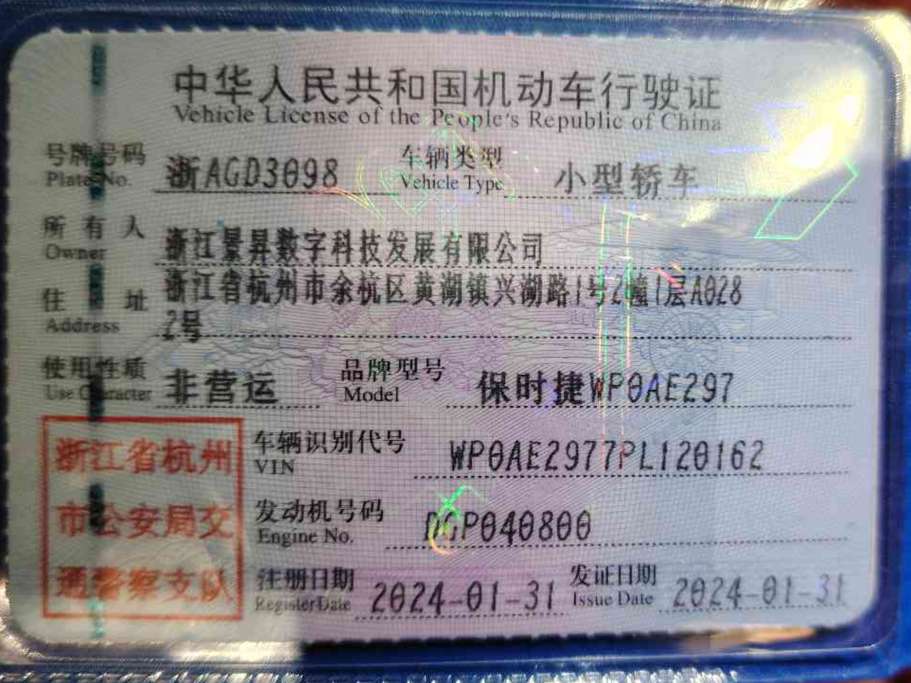 中华人民共和国机动车行驶证
Vehicle License of the People's Republic of China
号牌号码 浙AGD3098 车辆类型 小型轿车
Plate No. Vehicle Type
所有人 浙江景昇数字科技发展有限公司
Owner
住址 浙江省杭州市余杭区黄湖镇兴湖路1号2幢1层A028
Address 2号
使用性质 非营运 品牌型号 保时捷WP0AE297
Use Character Model
浙江省杭州 车辆识别代号 WP0AE2977PL120162
VIN
市公安局交 发动机号码 DGP040800
Engine No.
通警察支队 注册日期 2024-01-31 发证日期 2024-01-31
Register Date Issue Date